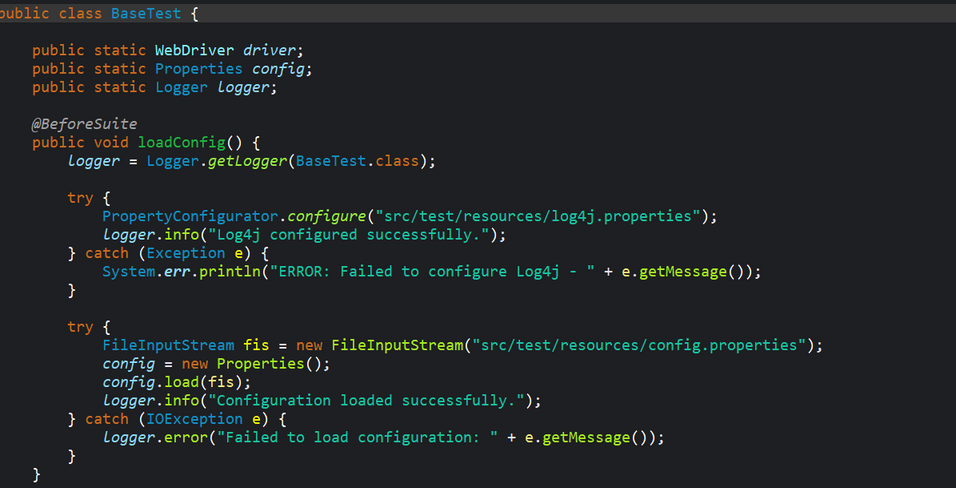 public class BaseTest {
public static WebDriver driver;
public static Properties config;
public static Logger logger;
@BeforeSuite
public void loadConfig() {
logger = Logger.getLogger(BaseTest.class);
try {
PropertyConfigurator.configure("src/test/resources/log4j.properties");
logger.info("Log4j configured successfully.");
} catch (Exception e) {
System.err.println("ERROR: Failed to configure Log4j - " + e.getMessage());
}
try {
FileInputStream fis = new FileInputStream("src/test/resources/config.properties");
config = new Properties();
config.load(fis);
logger.info("Configuration loaded successfully.");
} catch (IOException e) {
logger.error("Failed to load configuration: " + e.getMessage());
}
}